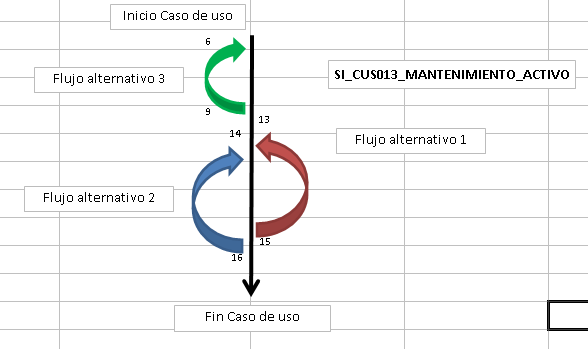 Inicio Caso de uso
6
Flujo alternativo 3
SI_CUS013_MANTENIMIENTO_ACTIVO
9
13
14
Flujo alternativo 1
Flujo alternativo 2
15
16
Fin Caso de uso